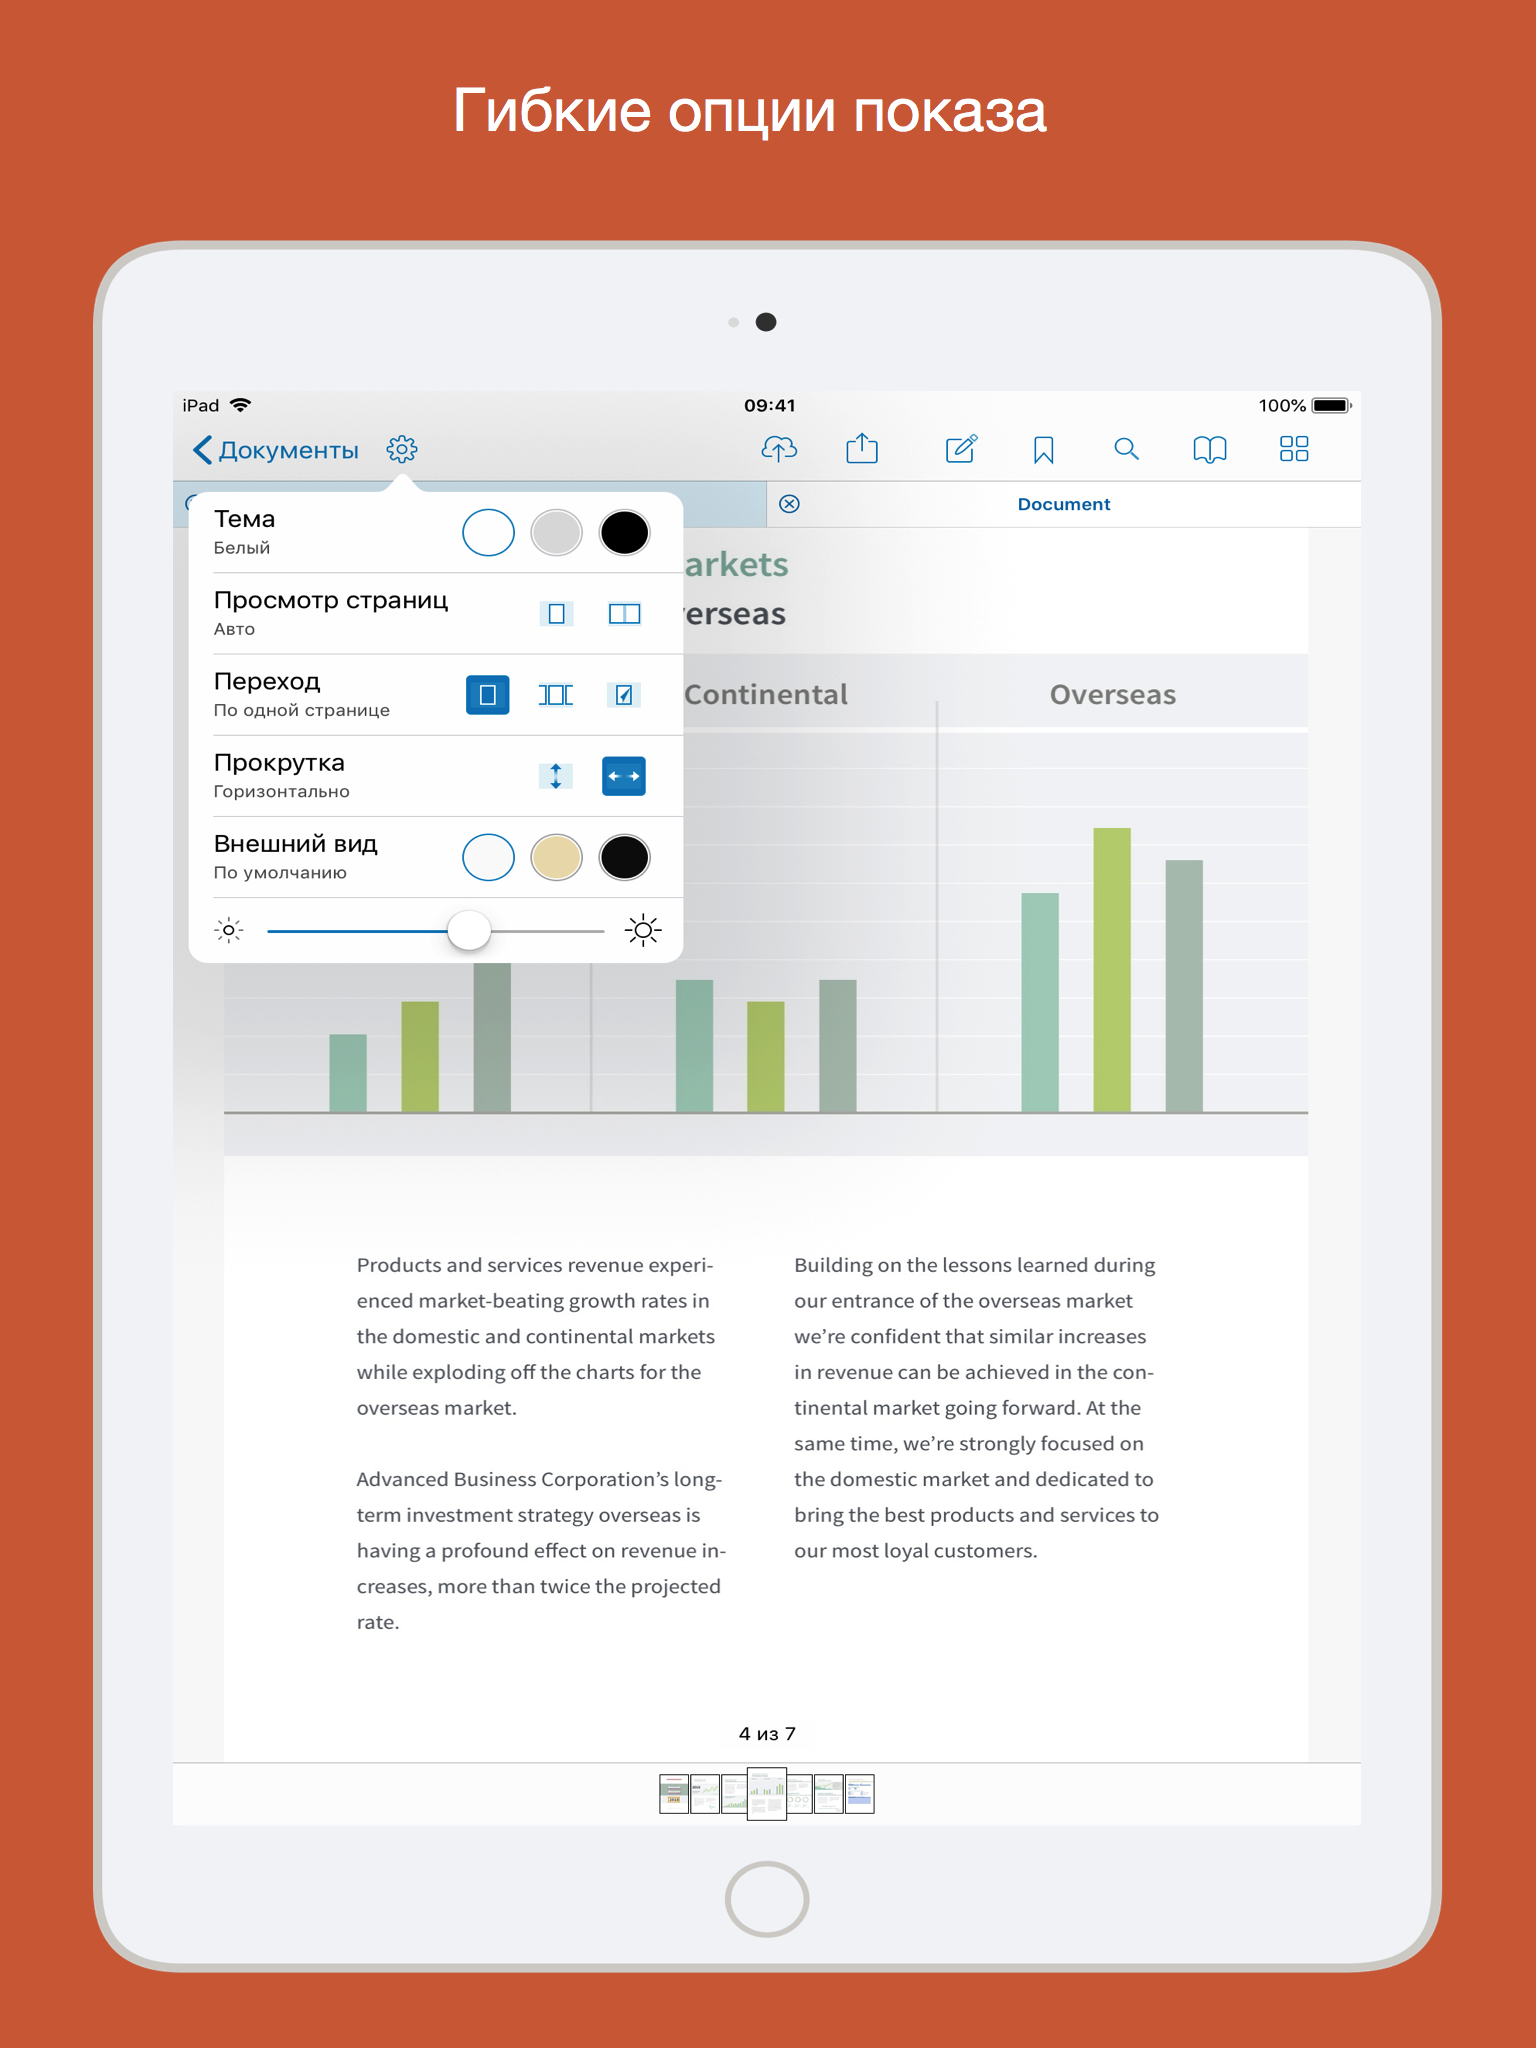 Гибкие опции показа
iPad
09:41
100%
Документы
Document
Тема
Белый
Просмотр страниц
Авто
Переход
По одной странице
Прокрутка
Горизонтально
Внешний вид
По умолчанию
arkets
erseas
Continental
Overseas
Products and services revenue experi-
enced market-beating growth rates in
the domestic and continental markets
while exploding off the charts for the
overseas market.
Advanced Business Corporation’s long-
term investment strategy overseas is
having a profound effect on revenue in-
creases, more than twice the projected
rate.
Building on the lessons learned during
our entrance of the overseas market
we’re confident that similar increases
in revenue can be achieved in the con-
tinental market going forward. At the
same time, we’re strongly focused on
the domestic market and dedicated to
bring the best products and services to
our most loyal customers.
4 из 7